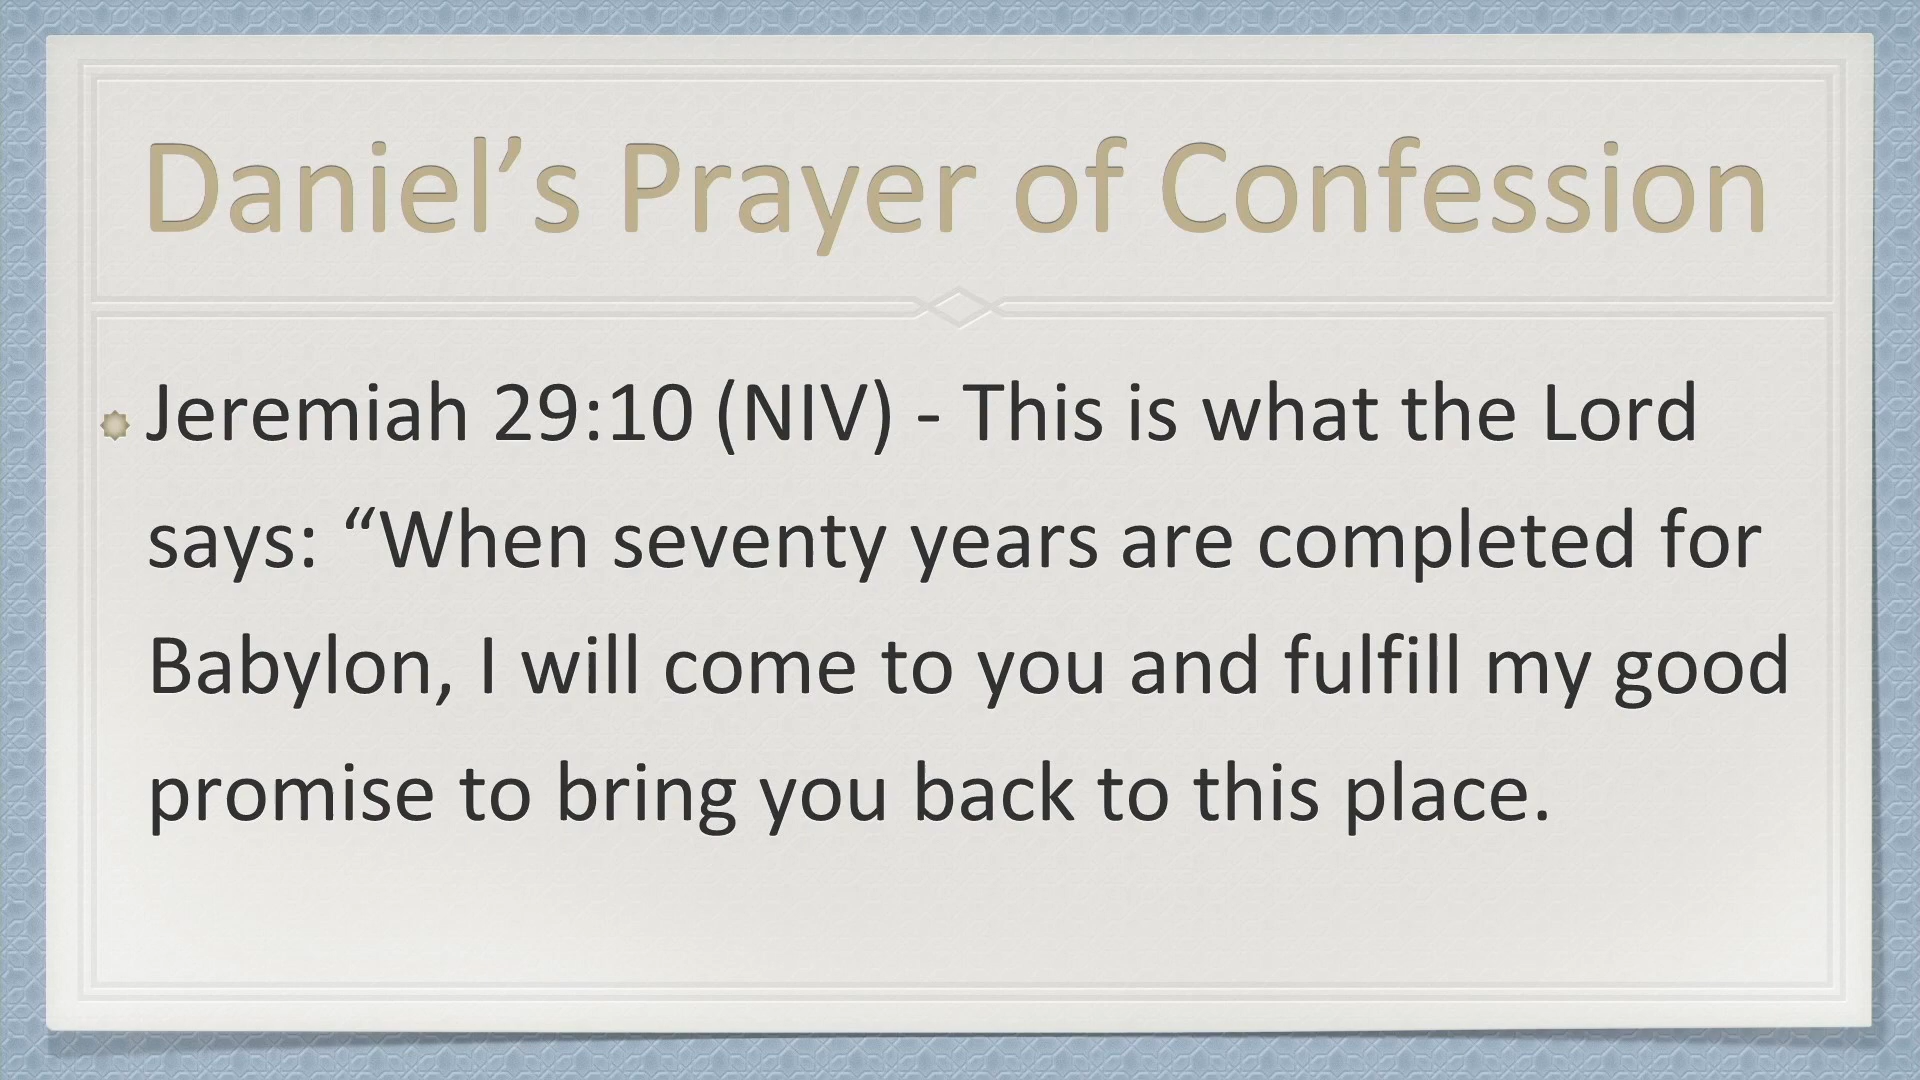 Daniel’s Prayer of Confession
Jeremiah 29:10 (NIV) - This is what the Lord
says: “When seventy years are completed for
Babylon, I will come to you and fulfill my good
promise to bring you back to this place.